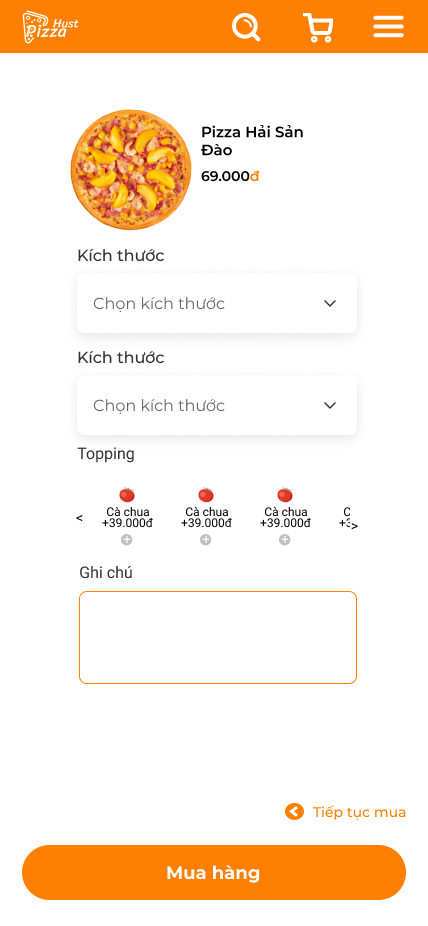 Hust
Pizza
Pizza Hải Sản
Đào
69.000đ
Kích thước
Chọn kích thước
Kích thước
Chọn kích thước
Topping
< Cà chua Cà chua Cà chua C
+39.000đ +39.000đ +39.000đ +3 >
Ghi chú
Tiếp tục mua
Mua hàng